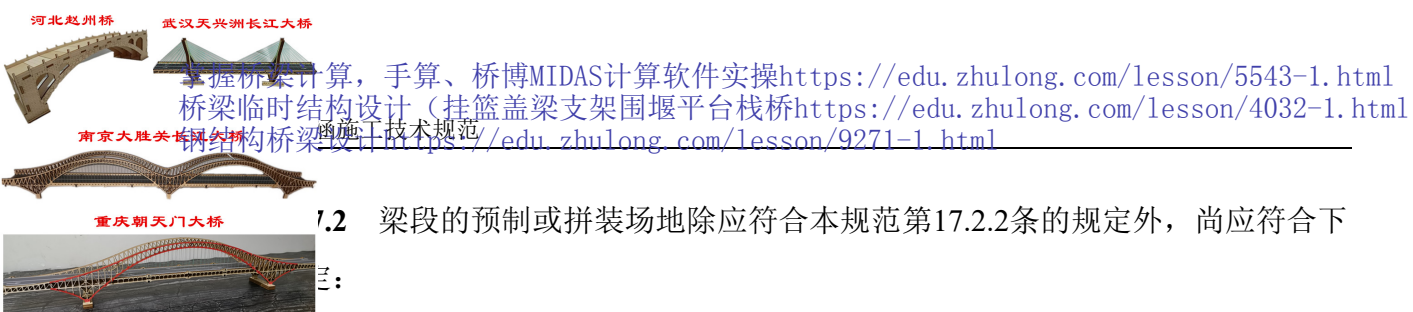 河北赵州桥
武汉天兴洲长江大桥
掌握桥梁计算，手算、桥博MIDAS计算软件实操https://edu.zhulong.com/lesson/5543-1.html
桥梁临时结构设计（挂篮盖梁支架围堰平台栈桥https://edu.zhulong.com/lesson/4032-1.html
南京大胜关长江大桥
涵施工技术规范
钢结构桥梁设计https://edu.zhulong.com/lesson/9271-1.html
重庆朝天门大桥
7.2 梁段的预制或拼装场地除应符合本规范第17.2.2条的规定外，尚应符合下
定：